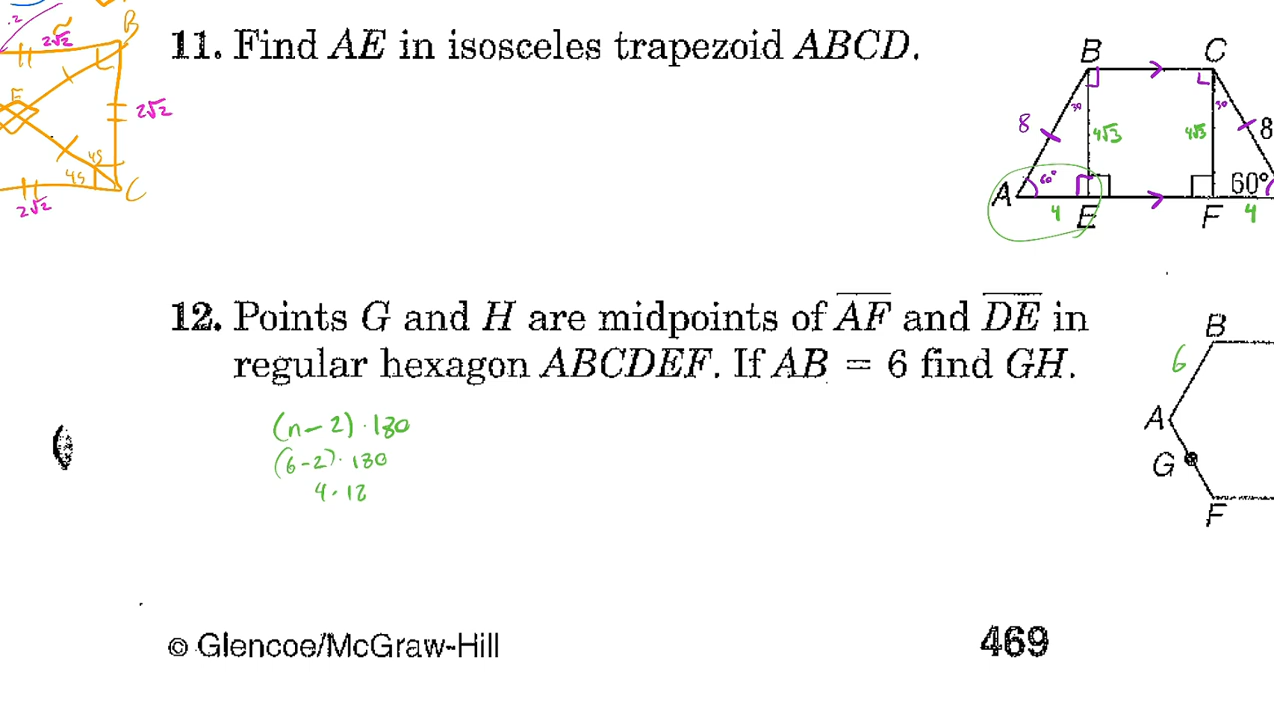 .2
2√2
B
E
2√2
45
45
C
2√2
11. Find AE in isosceles trapezoid ABCD.
B
C
30
30
8
4√3
4√3
8
60°
60°
A
4
E
F
4
12. Points G and H are midpoints of AF and DE in
regular hexagon ABCDEF. If AB = 6 find GH.
(n-2)·180
(6-2)·180
4·18
B
6
A
G
F
© Glencoe/McGraw-Hill
469